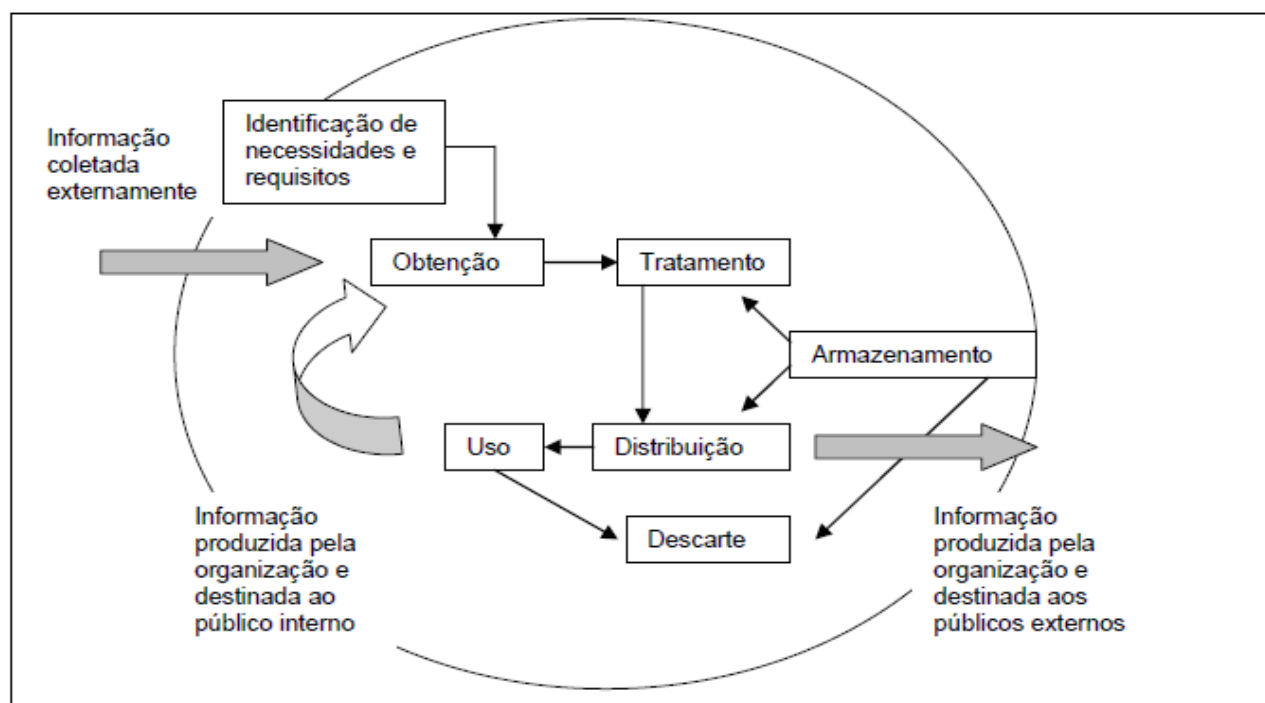 Informação
coletada
externamente
Identificação de
necessidades e
requisitos
Obtenção
Tratamento
Armazenamento
Uso
Distribuição
Descarte
Informação
produzida pela
organização e
destinada ao
público interno
Informação
produzida pela
organização e
destinada aos
públicos externos